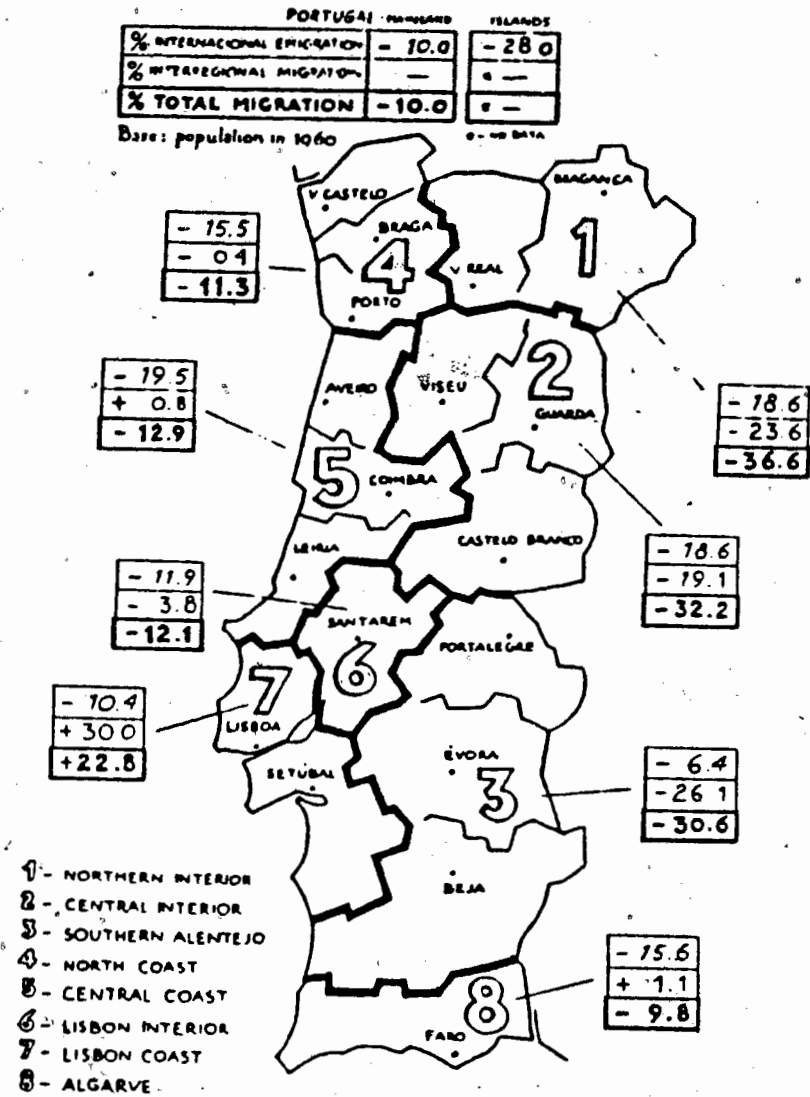 PORTUGAL MAINLAND ISLANDS
% INTERNACIONAL EMIGRATION - 10.0 - 28 0
% INTERREGIONAL MIGRATION — • —
% TOTAL MIGRATION - 10.0 • —
Base: population in 1960
• - NO DATA
BRAGANCA
V CASTELO
1
- 15.5
- 0 4
- 11.3
BRAGA
4
V REAL
PORTO
- 19.5
+ 0.8
- 12.9
AVEIRO
VISEU
2
GUARDA
- 18.6
- 23.6
- 36.6
5
COIMBRA
LEIRIA
CASTELO BRANCO
- 18.6
- 19.1
- 32.2
- 11.9
- 3.8
- 12.1
SANTAREM
6
PORTALEGRE
- 10.4
+ 30 0
+ 22.8
7
LISBOA
SETÚBAL
ÉVORA
3
- 6.4
- 26 1
- 30.6
BEJA
1 - NORTHERN INTERIOR
2 - CENTRAL INTERIOR
3 - SOUTHERN ALENTEJO
4 - NORTH COAST
5 - CENTRAL COAST
6 - LISBON INTERIOR
7 - LISBON COAST
8 - ALGARVE
- 15.6
+ 1.1
- 9.8
8
FARO